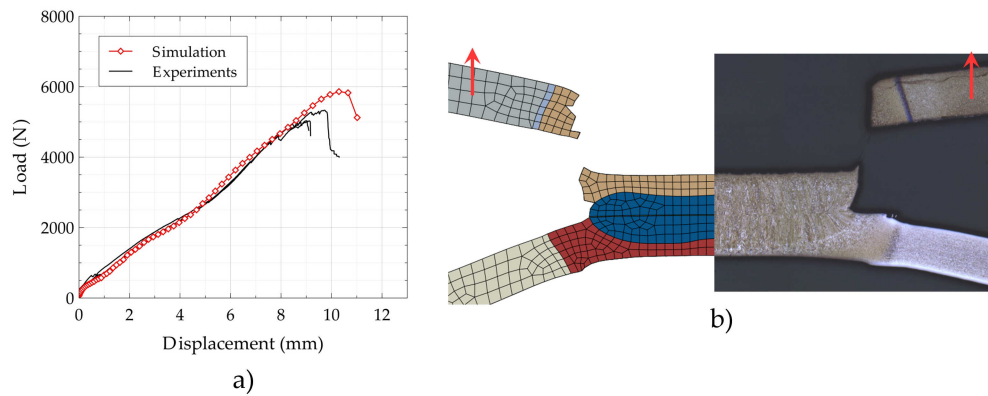 8000
6000
4000
2000
0
0 2 4 6 8 10 12
Load (N)
Displacement (mm)
Simulation
Experiments
a)
b)